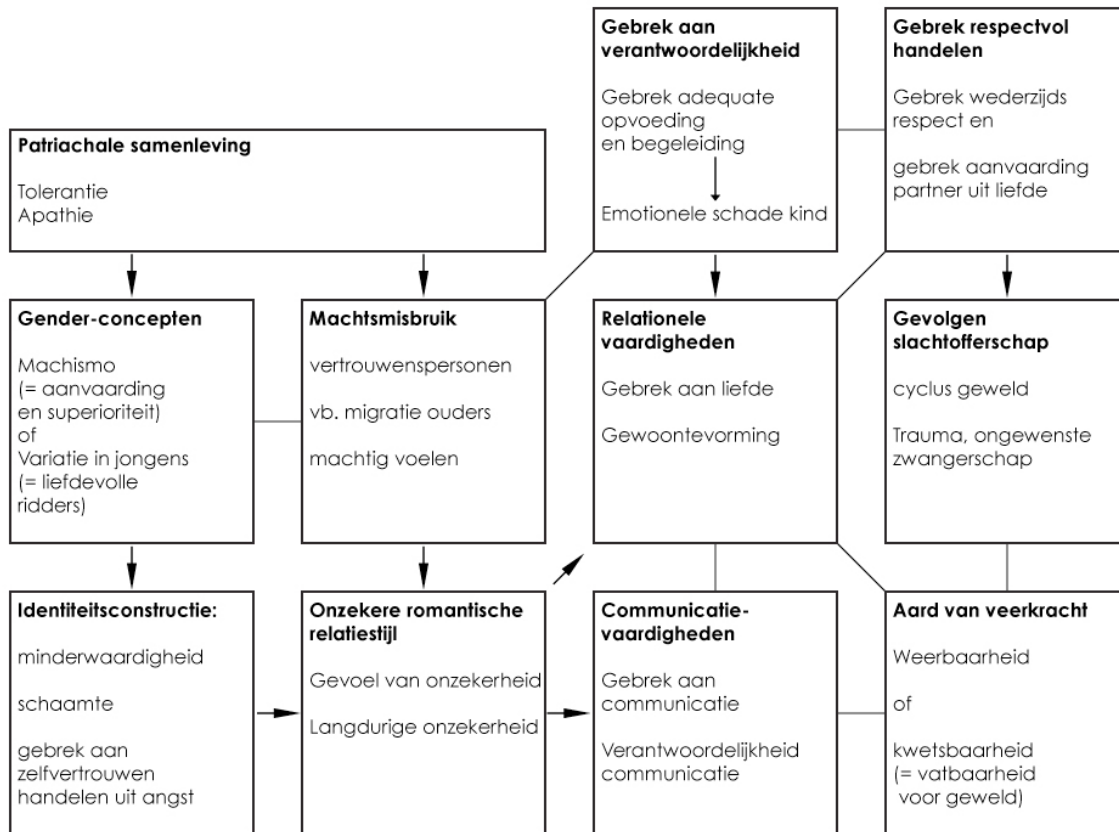 Patriachale samenleving
Tolerantie
Apathie
Gebrek aan
verantwoordelijkheid
Gebrek adequate
opvoeding
en begeleiding
Emotionele schade kind
Gebrek respectvol
handelen
Gebrek wederzijds
respect en
gebrek aanvaarding
partner uit liefde
Gender-concepten
Machismo
(= aanvaarding
en superioriteit)
of
Variatie in jongens
(= liefdevolle
ridders)
Machtsmisbruik
vertrouwenspersonen
vb. migratie ouders
machtig voelen
Relationele
vaardigheden
Gebrek aan liefde
Gewoontevorming
Gevolgen
slachtofferschap
cyclus geweld
Trauma, ongewenste
zwangerschap
Identiteitsconstructie:
minderwaardigheid
schaamte
gebrek aan
zelfvertrouwen
handelen uit angst
Onzekere romantische
relatiestijl
Gevoel van onzekerheid
Langdurige onzekerheid
Communicatie-
vaardigheden
Gebrek aan
communicatie
Verantwoordelijkheid
communicatie
Aard van veerkracht
Weerbaarheid
of
kwetsbaarheid
(= vatbaarheid
voor geweld)